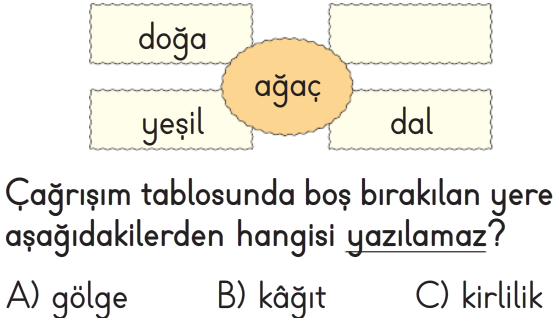 doğa
ağaç
yeşil
dal
Çağrışım tablosunda boş bırakılan yere
aşağıdakilerden hangisi yazılamaz?
A) gölge B) kâğıt C) kirlilik